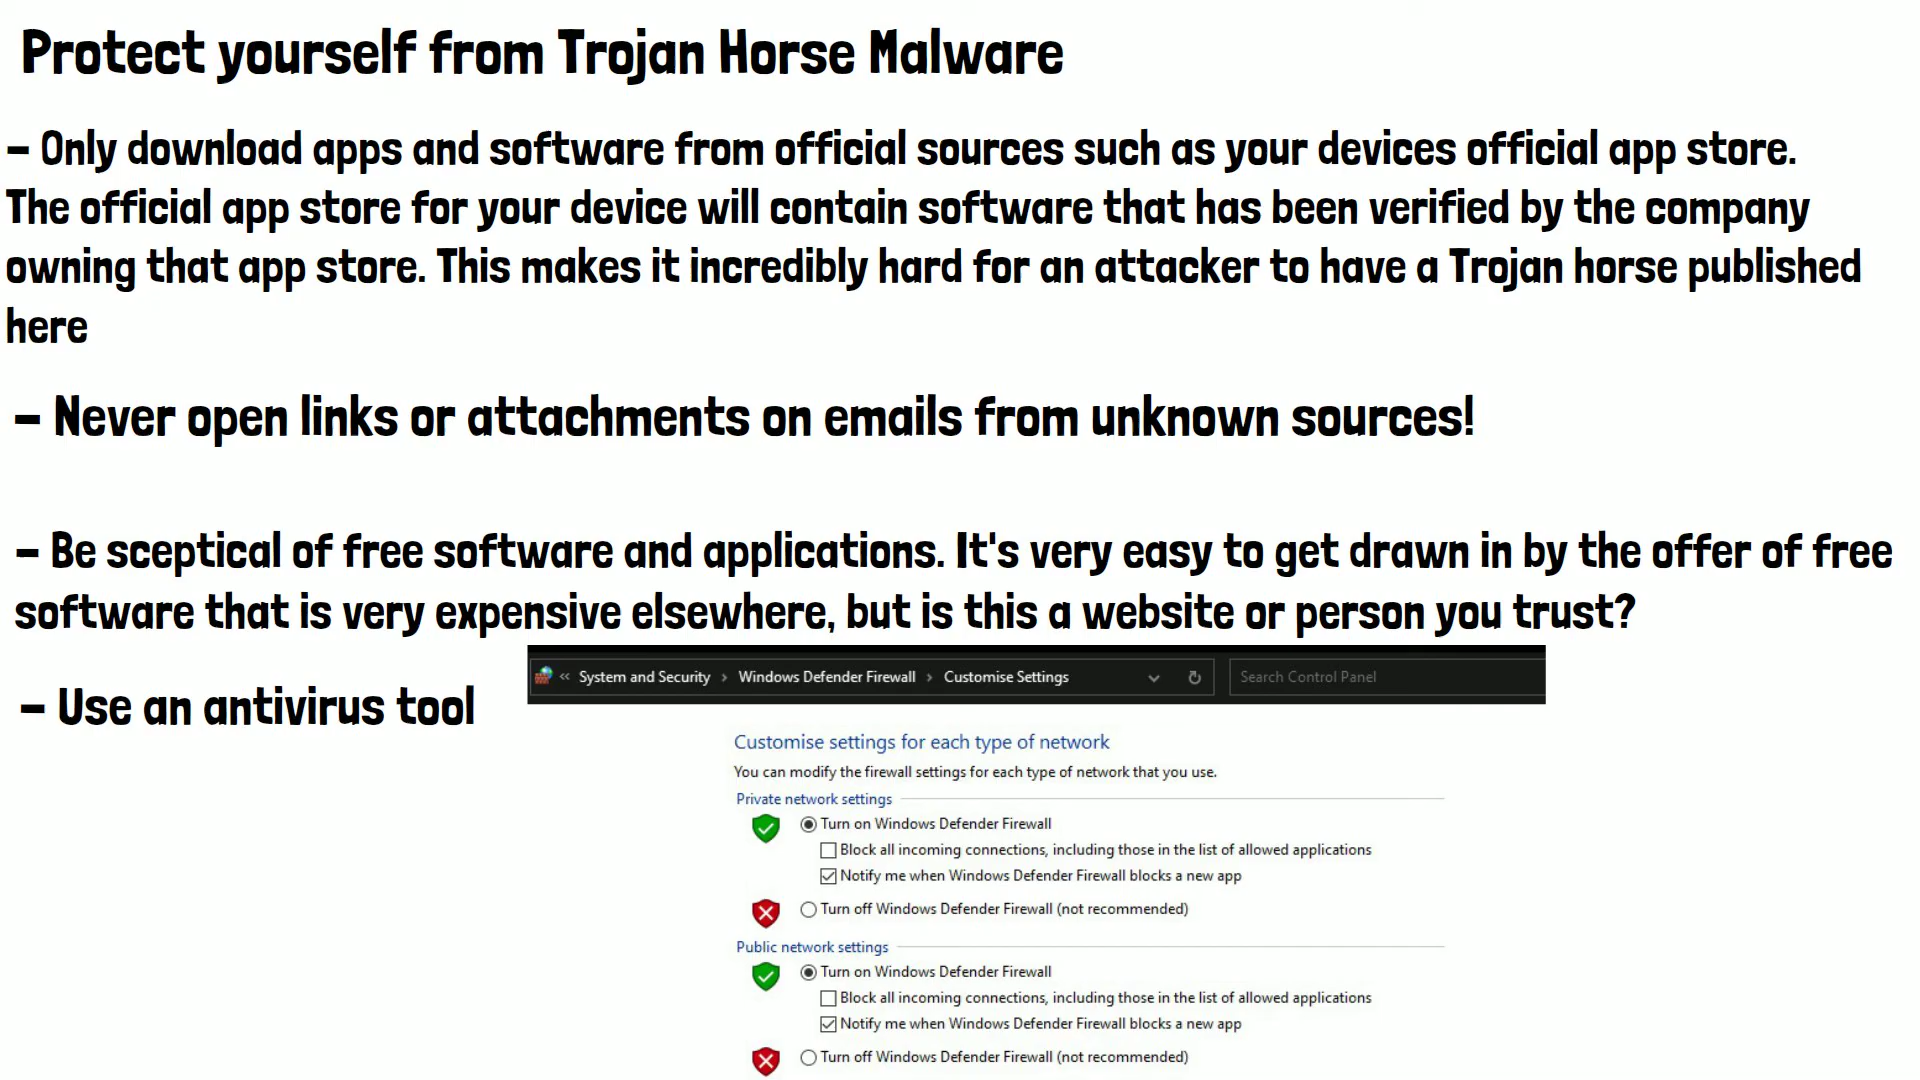 Protect yourself from Trojan Horse Malware
- Only download apps and software from official sources such as your devices official app store.
The official app store for your device will contain software that has been verified by the company
owning that app store. This makes it incredibly hard for an attacker to have a Trojan horse published
here
- Never open links or attachments on emails from unknown sources!
- Be sceptical of free software and applications. It's very easy to get drawn in by the offer of free
software that is very expensive elsewhere, but is this a website or person you trust?
- Use an antivirus tool
« System and Security › Windows Defender Firewall › Customise Settings
Search Control Panel
Customise settings for each type of network
You can modify the firewall settings for each type of network that you use.
Private network settings
Turn on Windows Defender Firewall
Block all incoming connections, including those in the list of allowed applications
Notify me when Windows Defender Firewall blocks a new app
Turn off Windows Defender Firewall (not recommended)
Public network settings
Turn on Windows Defender Firewall
Block all incoming connections, including those in the list of allowed applications
Notify me when Windows Defender Firewall blocks a new app
Turn off Windows Defender Firewall (not recommended)